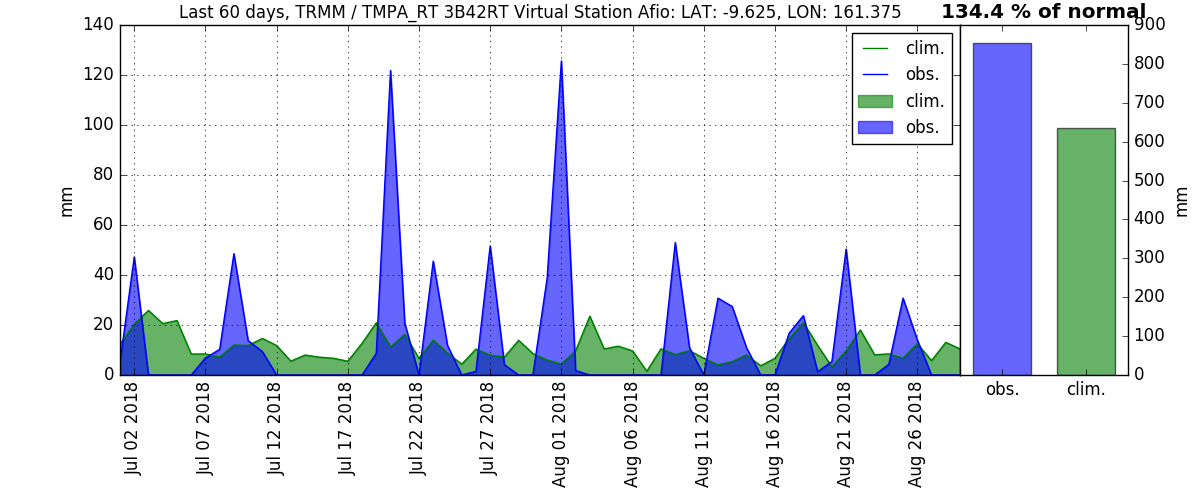 Last 60 days, TRMM / TMPA_RT 3B42RT Virtual Station Afio: LAT: -9.625, LON: 161.375
134.4 % of normal
mm
140
120
100
80
60
40
20
0
clim.
obs.
clim.
obs.
Jul 02 2018
Jul 07 2018
Jul 12 2018
Jul 17 2018
Jul 22 2018
Jul 27 2018
Aug 01 2018
Aug 06 2018
Aug 11 2018
Aug 16 2018
Aug 21 2018
Aug 26 2018
obs.
clim.
900
800
700
600
500
400
300
200
100
0
mm